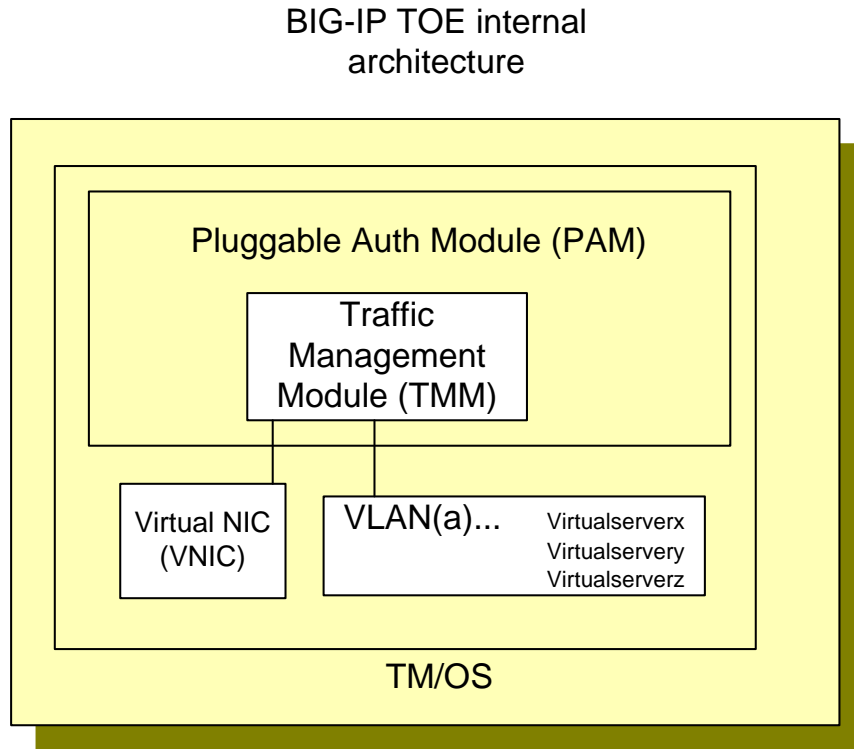 BIG-IP TOE internal
architecture
Pluggable Auth Module (PAM)
Traffic
Management
Module (TMM)
Virtual NIC
(VNIC)
VLAN(a)... Virtualserverx
Virtualservery
Virtualserverz
TM/OS